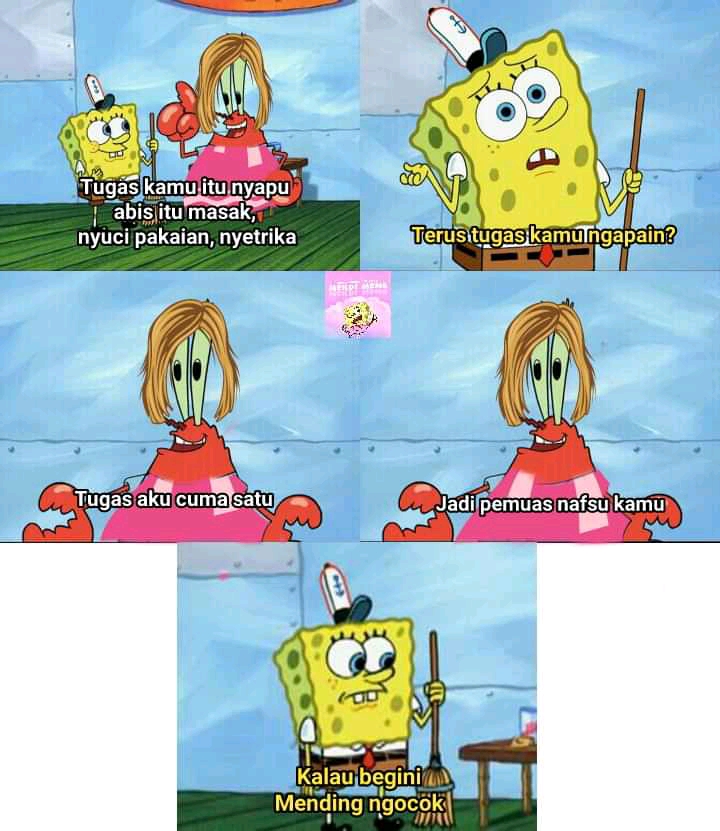 Tugas kamu itu nyapu
abis itu masak,
nyuci pakaian, nyetrika
Terus tugas kamu ngapain?
Tugas aku cuma satu
Jadi pemuas nafsu kamu
Kalau begini
Mending ngocok